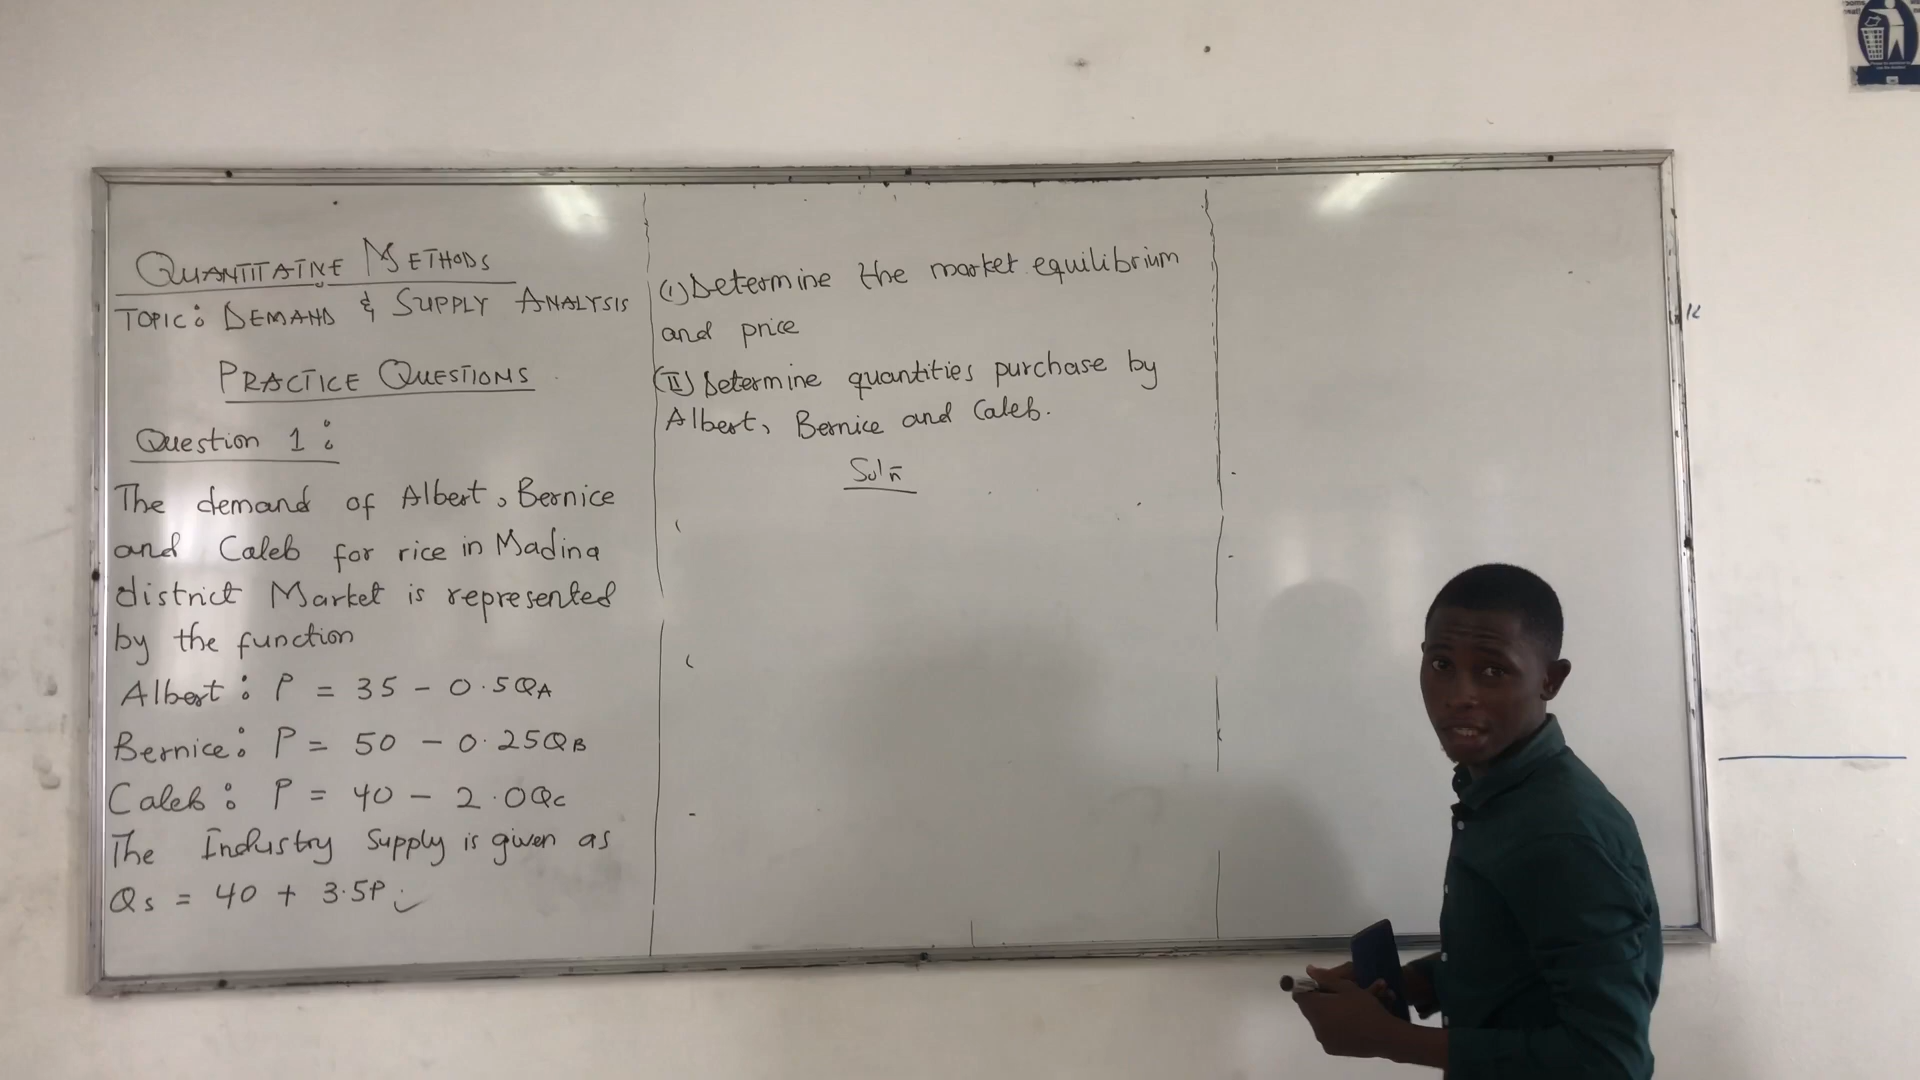 QUANTITATIVE METHODS
TOPIC: DEMAND & SUPPLY ANALYSIS
PRACTICE QUESTIONS
Question 1:
The demand of Albert, Bernice
and Caleb for rice in Madina
district Market is represented
by the function
Albert: P = 35 - 0.5QA
Bernice: P = 50 - 0.25QB
Caleb: P = 40 - 2.0QC
The Industry Supply is given as
Qs = 40 + 3.5P;
(i) Determine the market equilibrium
and price
(II) Determine quantities purchase by
Albert, Bernice and Caleb.
Soln̄